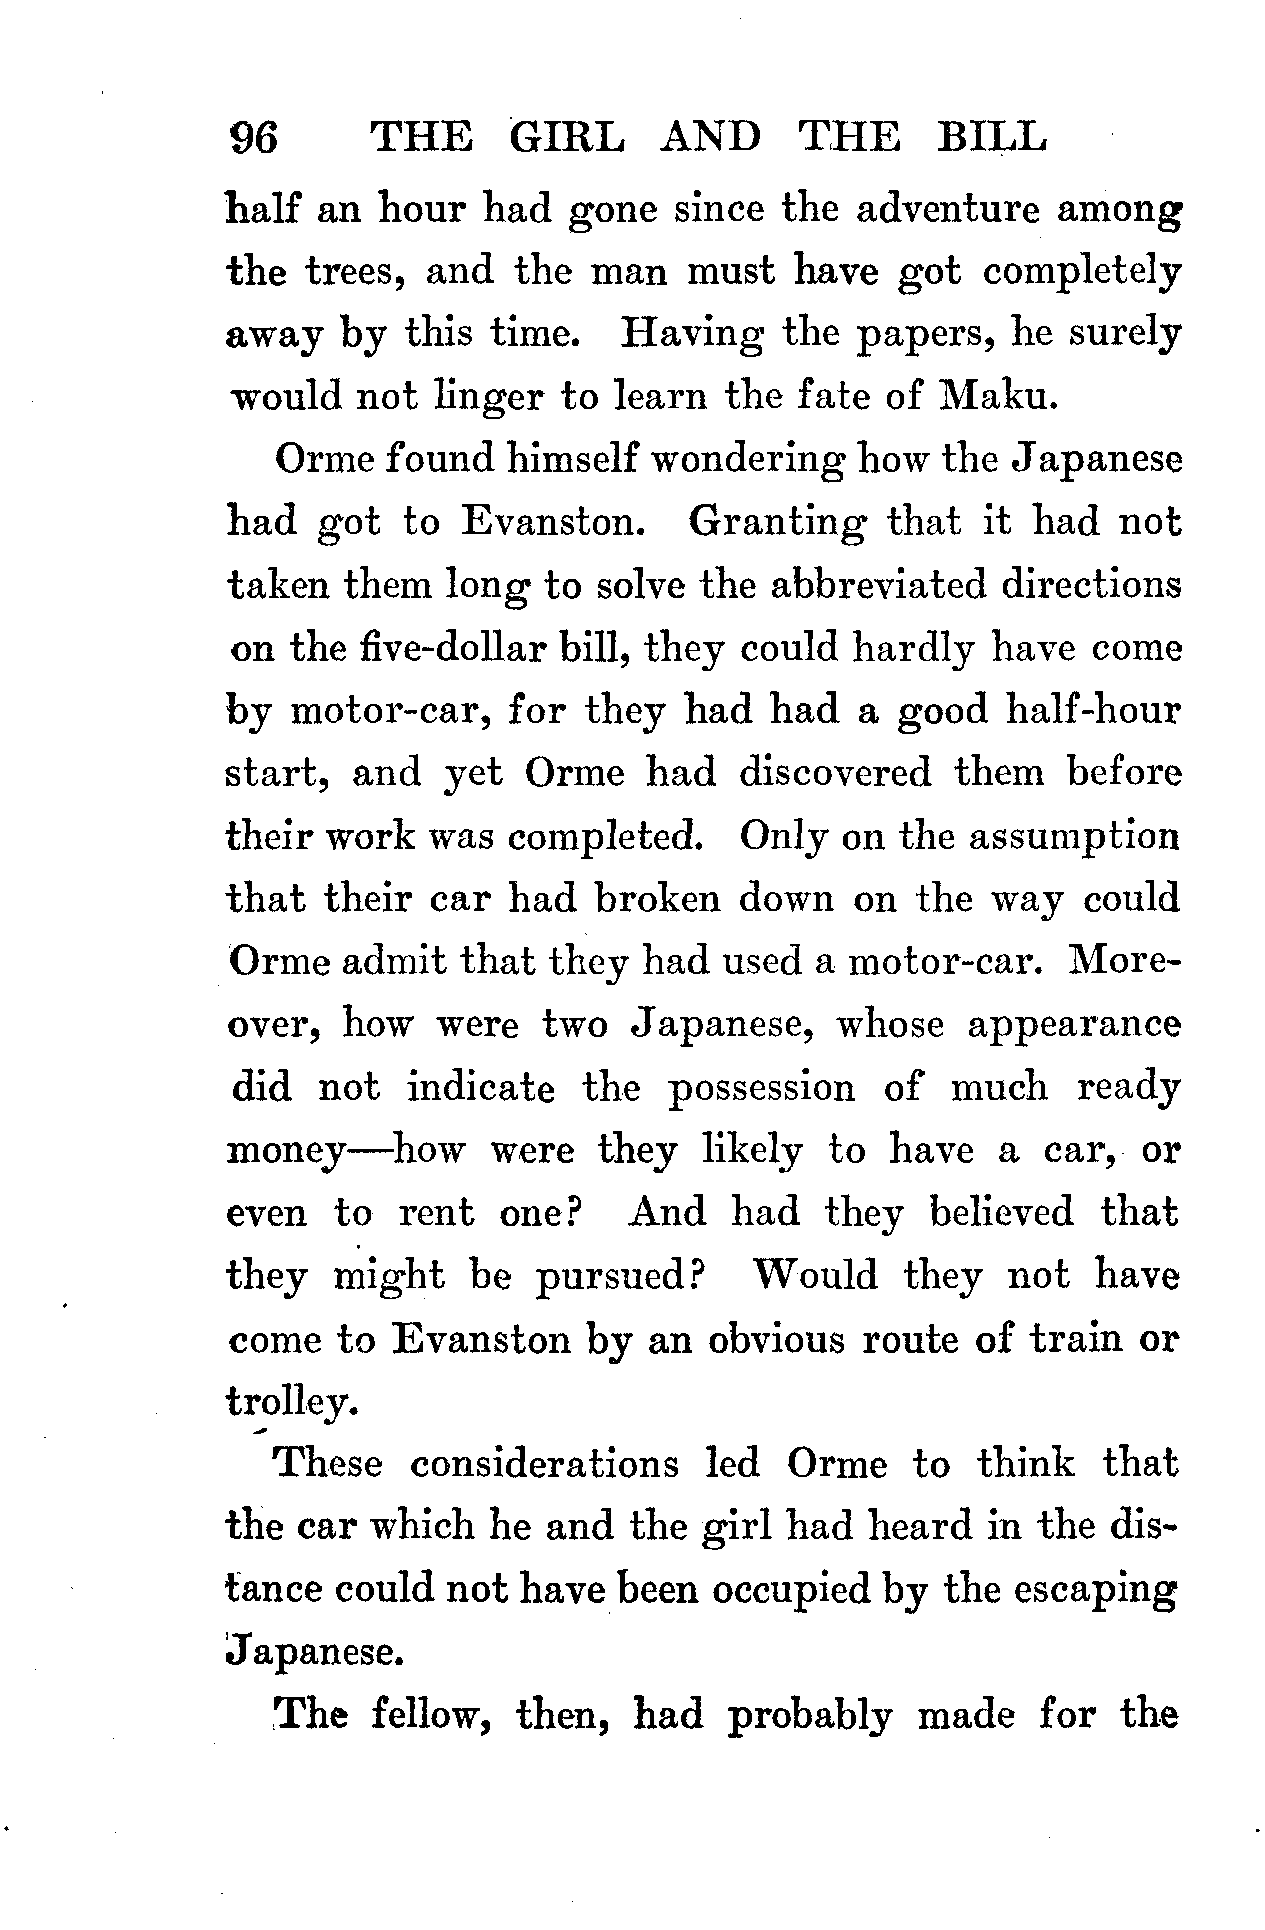 96 THE GIRL AND THE BILL
half an hour had gone since the adventure among
the trees, and the man must have got completely
away by this time. Having the papers, he surely
would not linger to learn the fate of Maku.
Orme found himself wondering how the Japanese
had got to Evanston. Granting that it had not
taken them long to solve the abbreviated directions
on the five-dollar bill, they could hardly have come
by motor-car, for they had had a good half-hour
start, and yet Orme had discovered them before
their work was completed. Only on the assumption
that their car had broken down on the way could
Orme admit that they had used a motor-car. More-
over, how were two Japanese, whose appearance
did not indicate the possession of much ready
money—how were they likely to have a car, or
even to rent one? And had they believed that
they might be pursued? Would they not have
come to Evanston by an obvious route of train or
trolley.
These considerations led Orme to think that
the car which he and the girl had heard in the dis-
tance could not have been occupied by the escaping
Japanese.
The fellow, then, had probably made for the